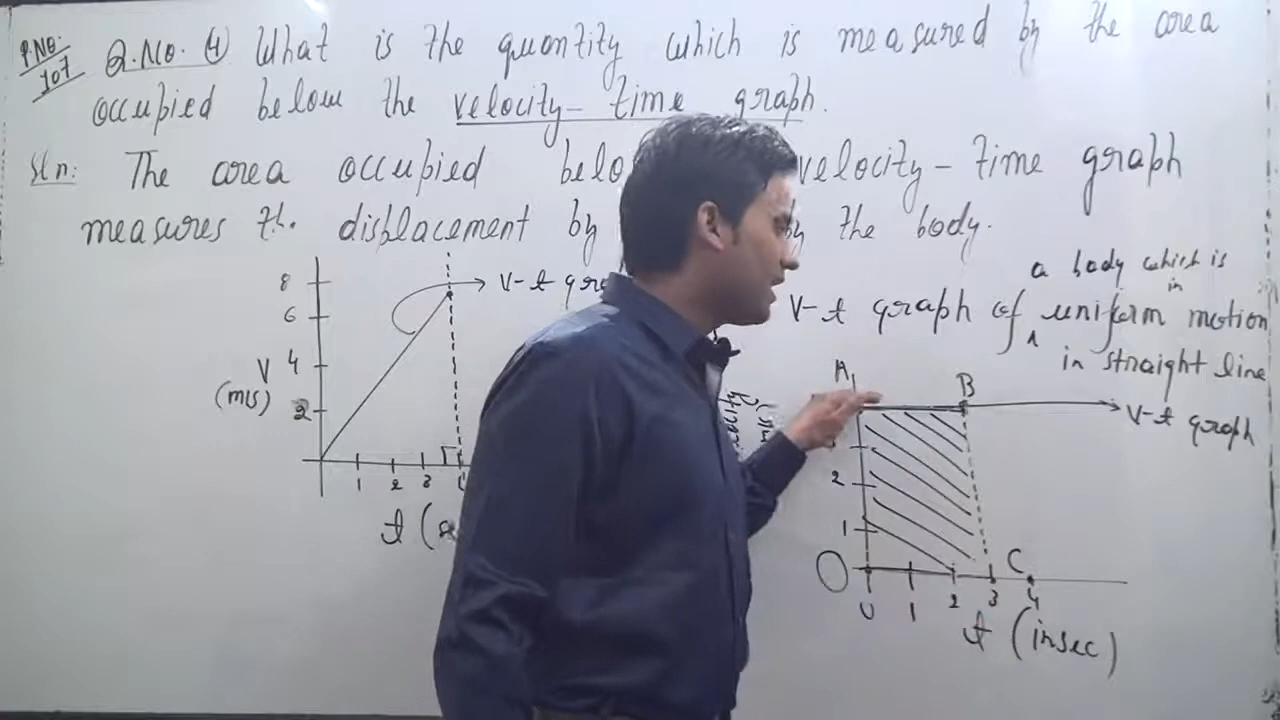 P.NO. 107
Q.NO. (4) What is the quantity which is measured by the area
occupied below the velocity-time graph.
Sln: The area occupied velocity-time graph
measures the displacement by by the body.
8
6
4
2
V
(m/s)
1 2 3
t
V-t
V-t graph of uniform motion
a body which is in
in straight line
A
B
V-t graph
2
1
O
C
0 1 2 3 4
t (insec)